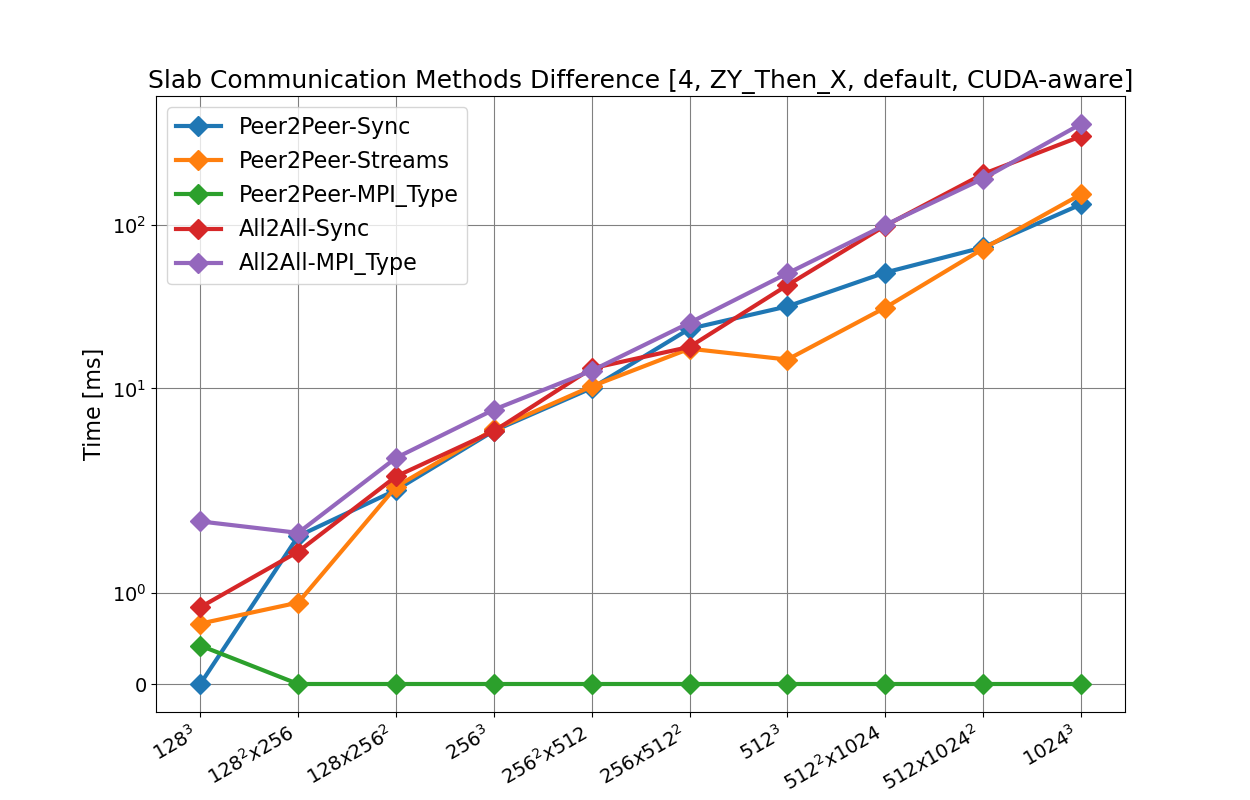 Slab Communication Methods Difference [4, ZY_Then_X, default, CUDA-aware]
Peer2Peer-Sync
Peer2Peer-Streams
Peer2Peer-MPI_Type
All2All-Sync
All2All-MPI_Type
Time [ms]
10²
10¹
10⁰
0
128³
128²x256
128x256²
256³
256²x512
256x512²
512³
512²x1024
512x1024²
1024³